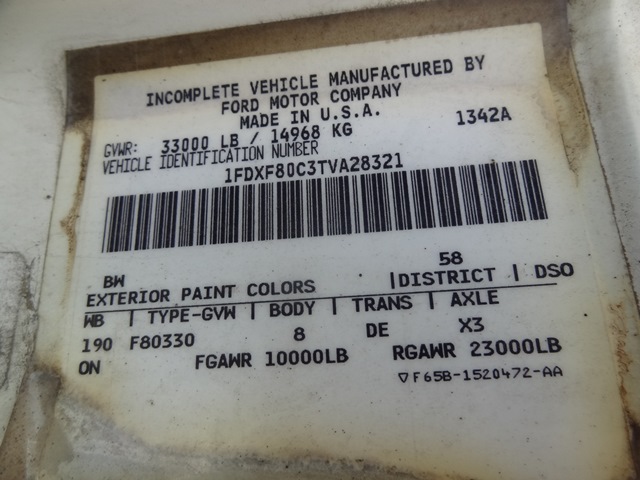 INCOMPLETE VEHICLE MANUFACTURED BY
FORD MOTOR COMPANY
MADE IN U.S.A.
1342A
GVWR: 33000 LB / 14968 KG
VEHICLE IDENTIFICATION NUMBER
1FDXF80C3TVA28321
BW 58
EXTERIOR PAINT COLORS | DISTRICT | DSO
WB | TYPE-GVW | BODY | TRANS | AXLE
190 F80330 8 DE X3
ON FGAWR 10000LB RGAWR 23000LB
▽F65B-1520472-AA